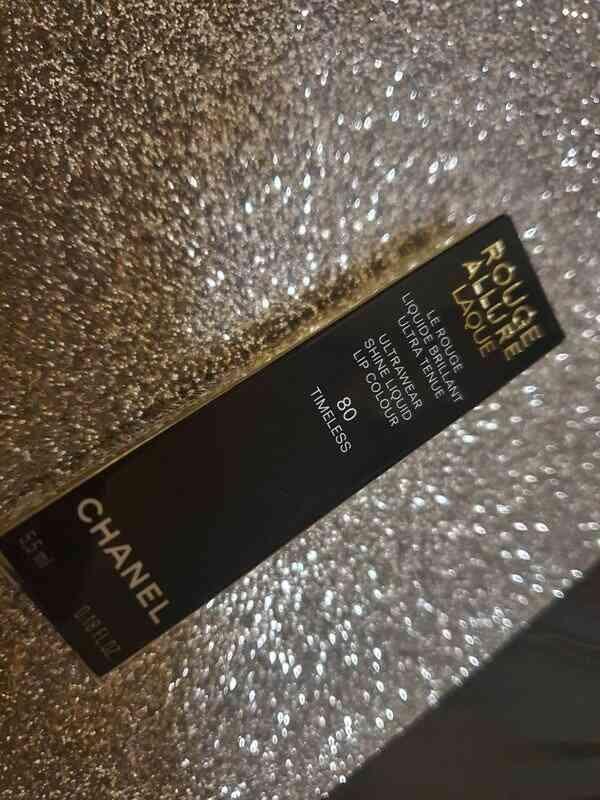 ROUGE
ALLURE
LAQUE
LE ROUGE
LIQUIDE BRILLANT
ULTRA TENUE
ULTRAWEAR
SHINE LIQUID
LIP COLOUR
80
TIMELESS
CHANEL
5.5 ml
0.18 FL.OZ.